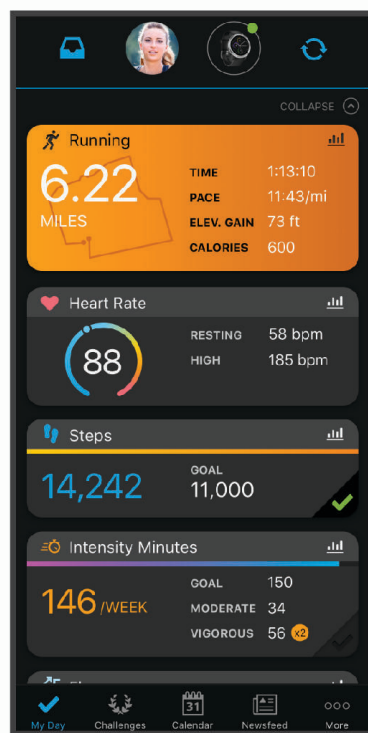 COLLAPSE
Running
6.22
MILES
TIME 1:13:10
PACE 11:43/mi
ELEV. GAIN 73 ft
CALORIES 600
Heart Rate
88
RESTING 58 bpm
HIGH 185 bpm
Steps
14,242
GOAL
11,000
Intensity Minutes
146 /WEEK
GOAL 150
MODERATE 34
VIGOROUS 56 x2
31
My Day Challenges Calendar Newsfeed More